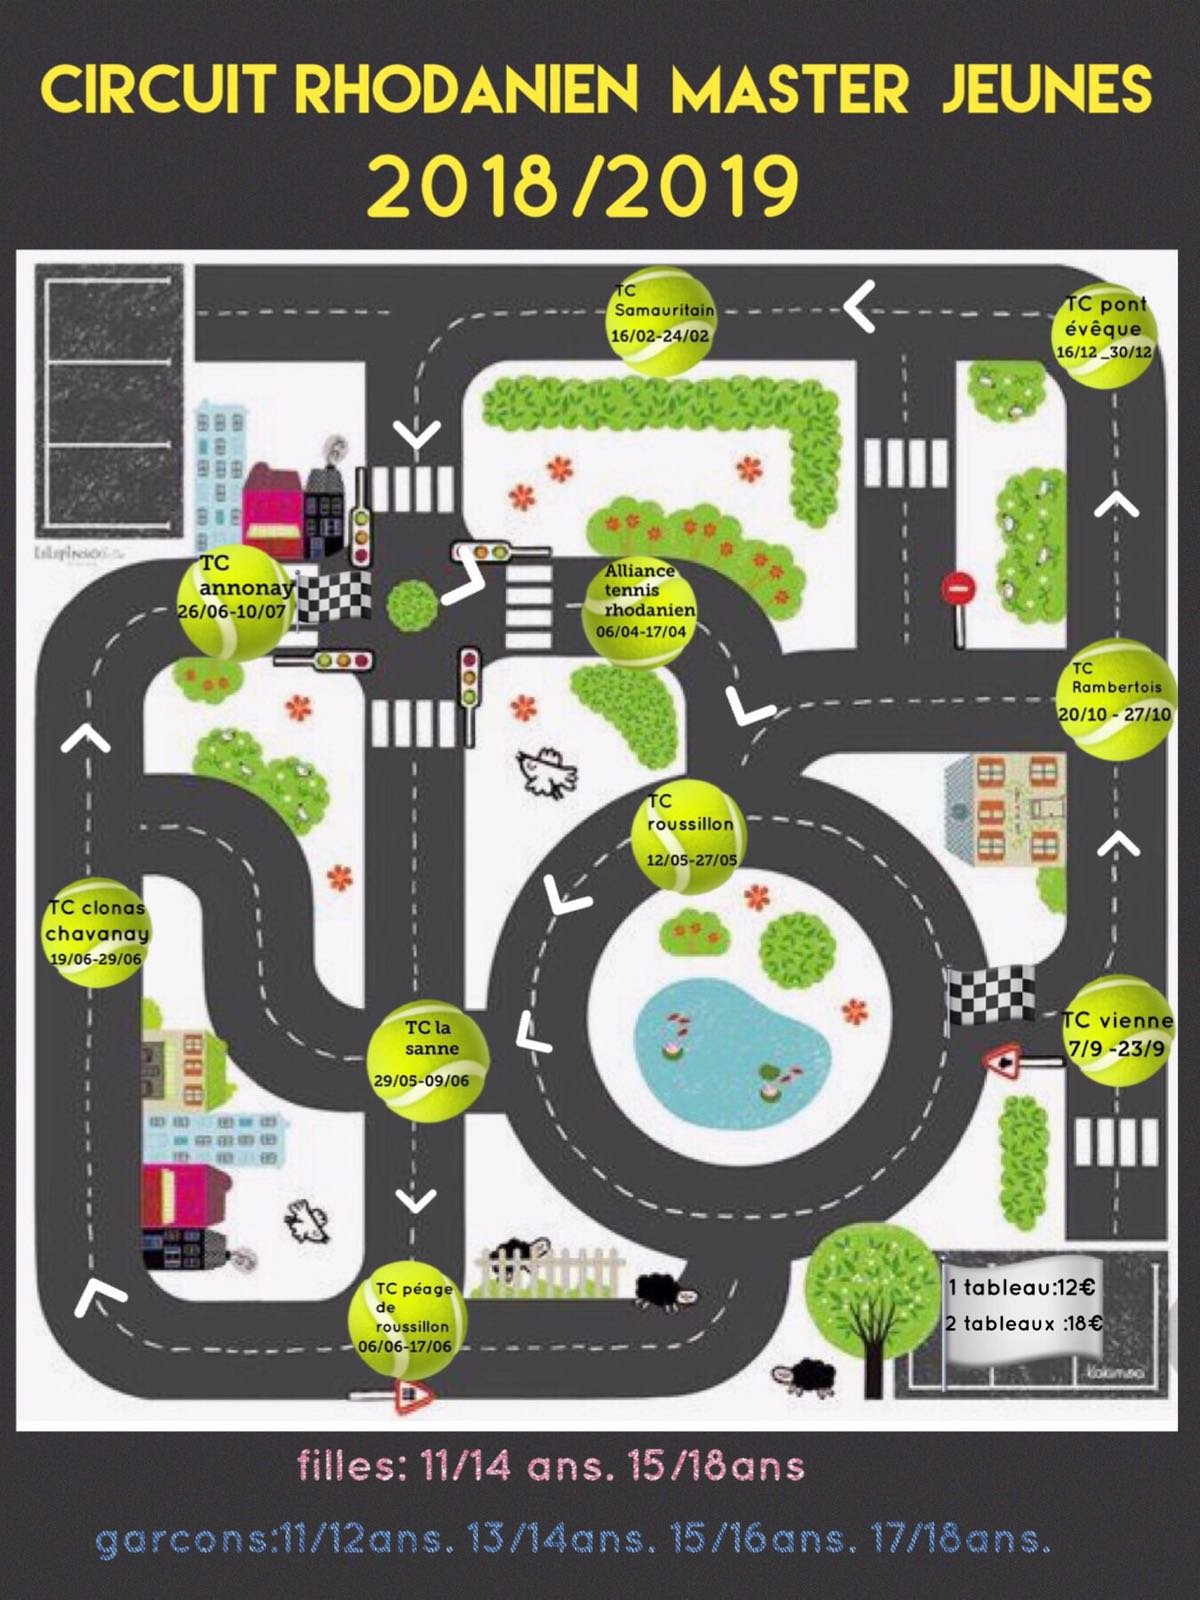 CIRCUIT RHODANIEN MASTER JEUNES
2018/2019
TC
Samauritain
16/02-24/02
TC pont
évêque
16/12_30/12
TC
annonay
26/06-10/07
Alliance
tennis
rhodanien
06/04-17/04
TC
Rambertois
20/10 - 27/10
TC
roussillon
12/05-27/05
TC clonas
chavanay
19/06-29/06
TC la
sanne
29/05-09/06
TC vienne
7/9 -23/9
TC péage
de
roussillon
06/06-17/06
1 tableau:12€
2 tableaux :18€
filles: 11/14 ans. 15/18ans
garcons:11/12ans. 13/14ans. 15/16ans. 17/18ans.